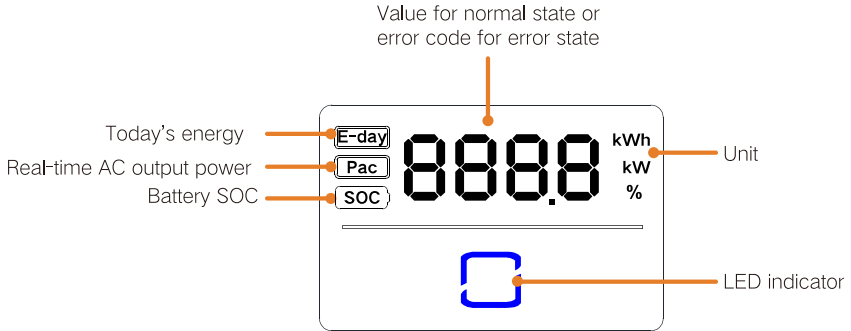 Value for normal state or
error code for error state
Today's energy
E-day
8888
kWh
Real-time AC output power
Pac
kW
Unit
Battery SOC
SOC
.
%
LED indicator